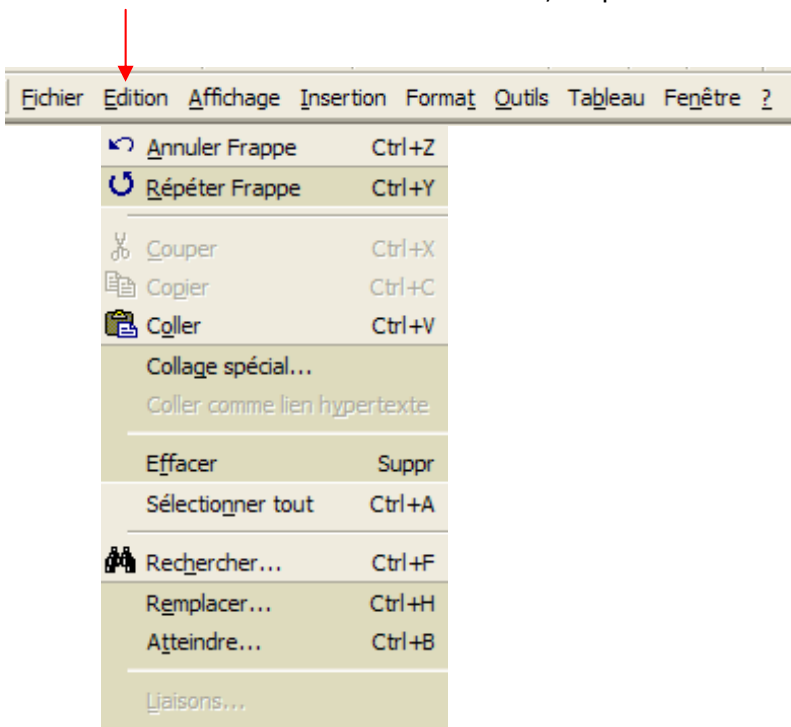 Fichier Edition Affichage Insertion Format Outils Tableau Fenêtre ?
Annuler Frappe Ctrl+Z
Répéter Frappe Ctrl+Y
Couper Ctrl+X
Copier Ctrl+C
Coller Ctrl+V
Collage spécial...
Coller comme lien hypertexte
Effacer Suppr
Sélectionner tout Ctrl+A
Rechercher... Ctrl+F
Remplacer... Ctrl+H
Atteindre... Ctrl+B
Liaisons...